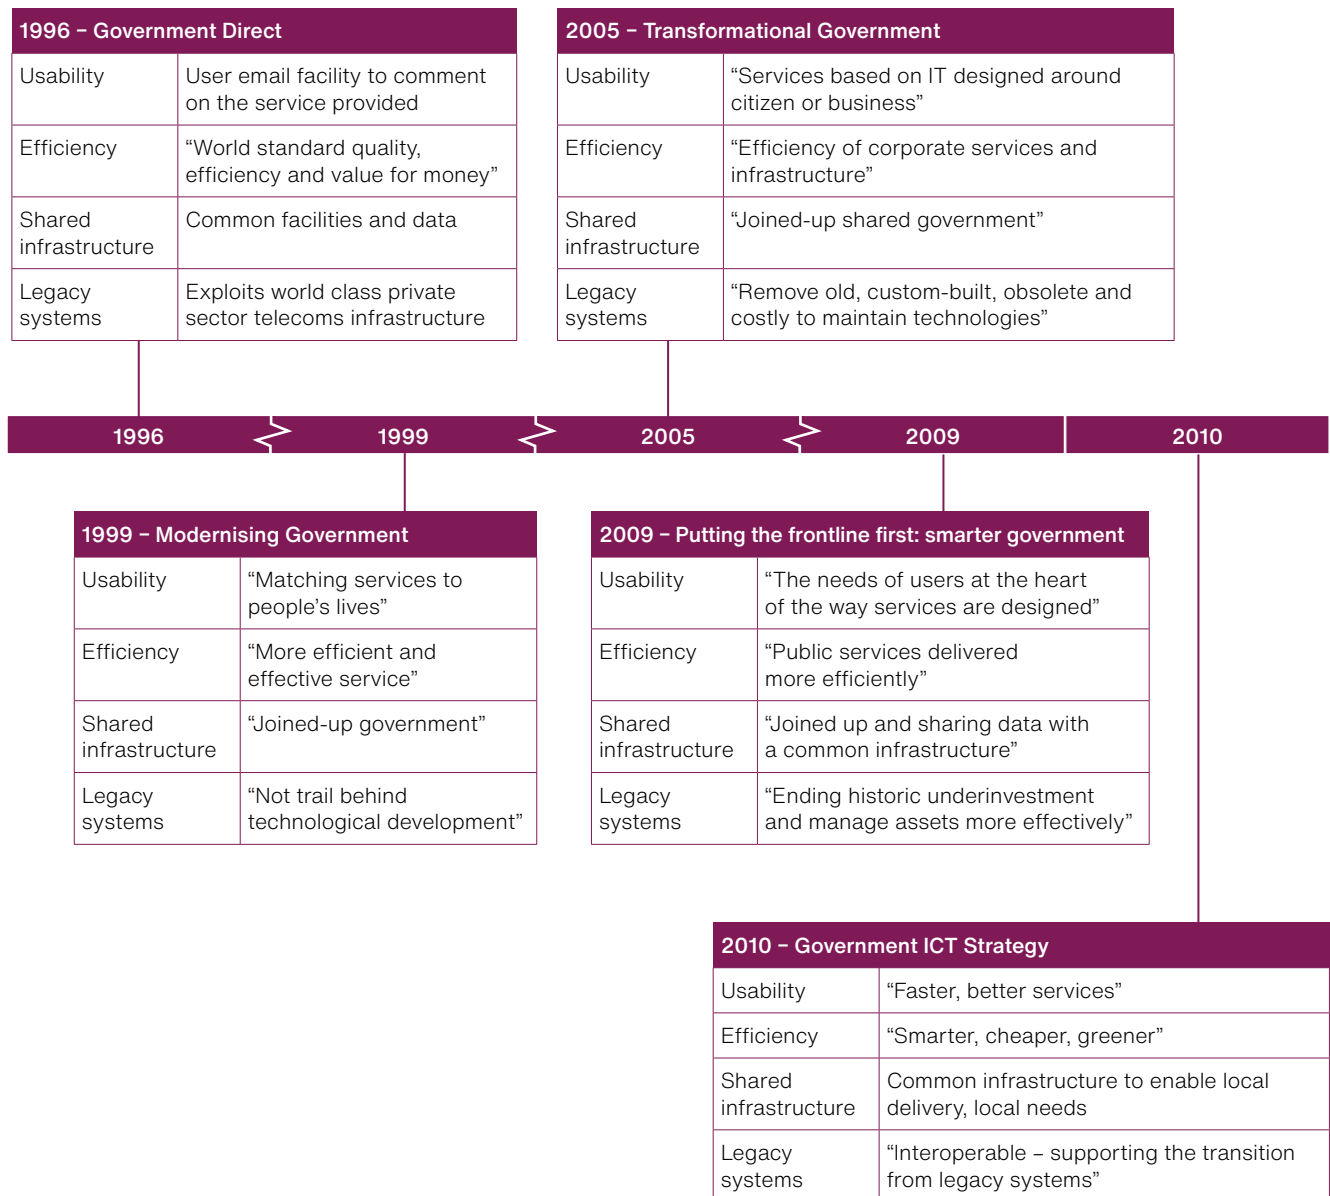 1996 – Government Direct
Usability
User email facility to comment
on the service provided
Efficiency
“World standard quality,
efficiency and value for money”
Shared
infrastructure
Common facilities and data
Legacy
systems
Exploits world class private
sector telecoms infrastructure
2005 – Transformational Government
Usability
“Services based on IT designed around
citizen or business”
Efficiency
“Efficiency of corporate services and
infrastructure”
Shared
infrastructure
“Joined-up shared government”
Legacy
systems
“Remove old, custom-built, obsolete and
costly to maintain technologies”
1996
1999
2005
2009
2010
1999 – Modernising Government
Usability
“Matching services to
people’s lives”
Efficiency
“More efficient and
effective service”
Shared
infrastructure
“Joined-up government”
Legacy
systems
“Not trail behind
technological development”
2009 – Putting the frontline first: smarter government
Usability
“The needs of users at the heart
of the way services are designed”
Efficiency
“Public services delivered
more efficiently”
Shared
infrastructure
“Joined up and sharing data with
a common infrastructure”
Legacy
systems
“Ending historic underinvestment
and manage assets more effectively”
2010 – Government ICT Strategy
Usability
“Faster, better services”
Efficiency
“Smarter, cheaper, greener”
Shared
infrastructure
Common infrastructure to enable local
delivery, local needs
Legacy
systems
“Interoperable – supporting the transition
from legacy systems”